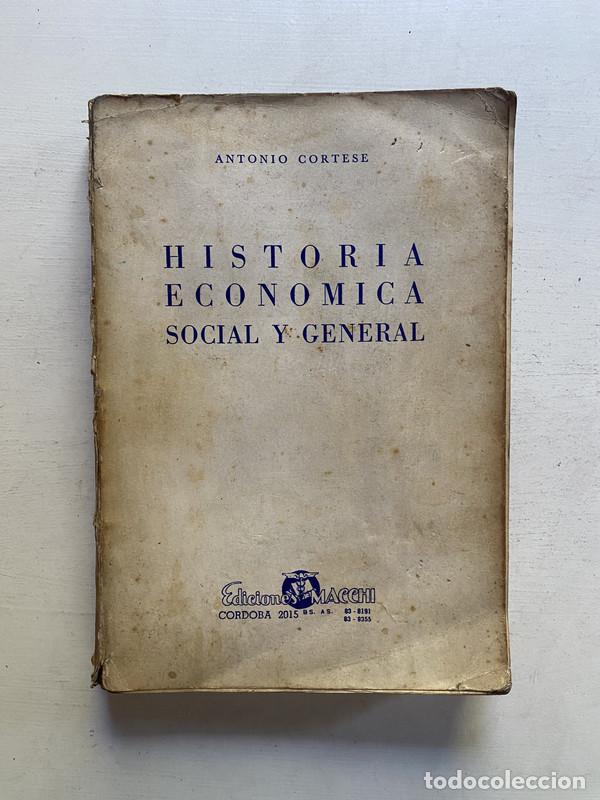 ANTONIO CORTESE
HISTORIA
ECONOMICA
SOCIAL Y GENERAL
Ediciones MACCHI
CORDOBA 2015 BS. AS. 83-8191
83-8355
todocoleccion